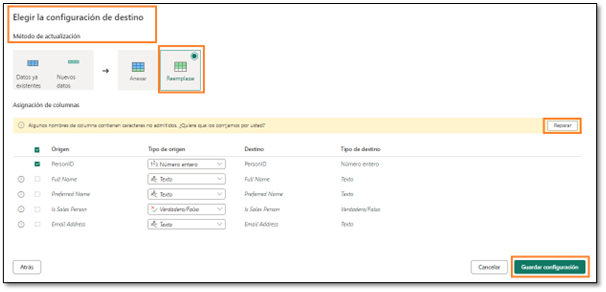 Elegir la configuración de destino
Método de actualización
Datos ya existentes
Nuevos datos
Anexar
Reemplazar
Asignación de columnas
Algunos nombres de columna contienen caracteres no admitidos. ¿Quiere que los corrijamos por usted?
Reparar
Origen Tipo de origen Destino Tipo de destino
PersonID 1²3 Número entero PersonID Número entero
Full Name Texto Full Name Texto
Preferred Name Texto Preferred Name Texto
Is Sales Person Verdadero/Falso Is Sales Person Verdadero/Falso
Email Address Texto Email Address Texto
Atrás Cancelar Guardar configuración